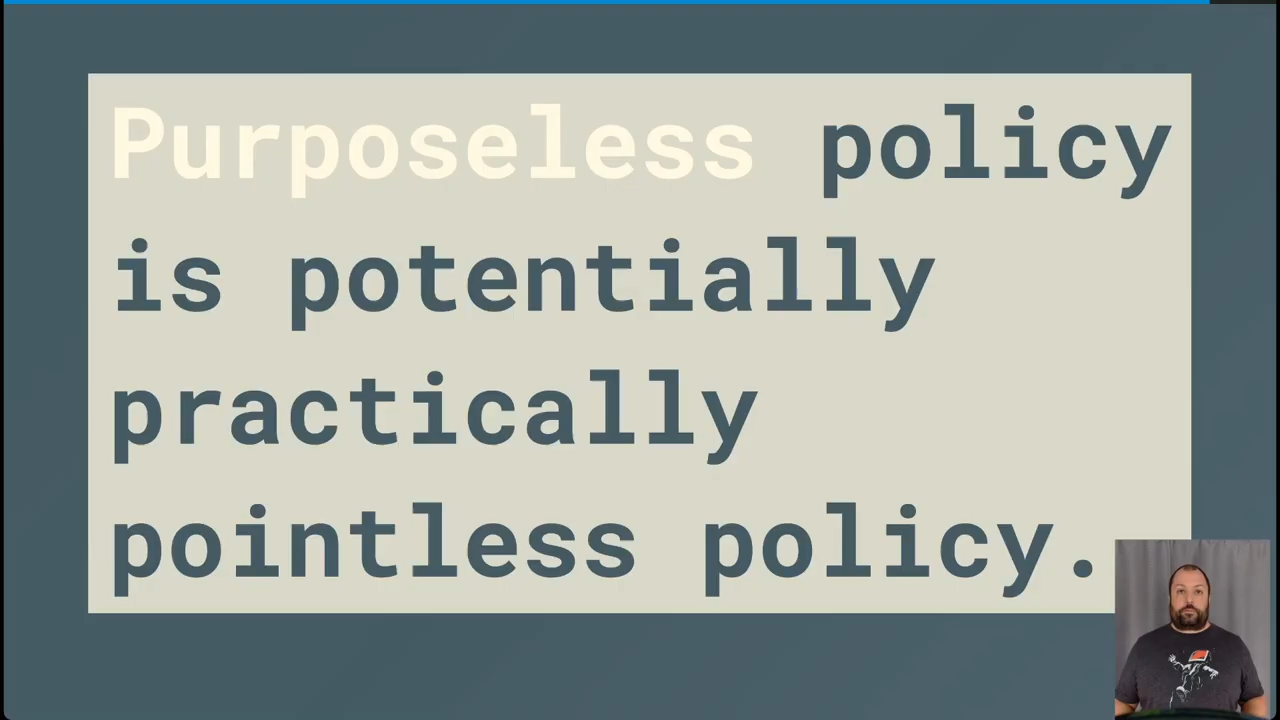 Purposeless policy
is potentially
practically
pointless policy.